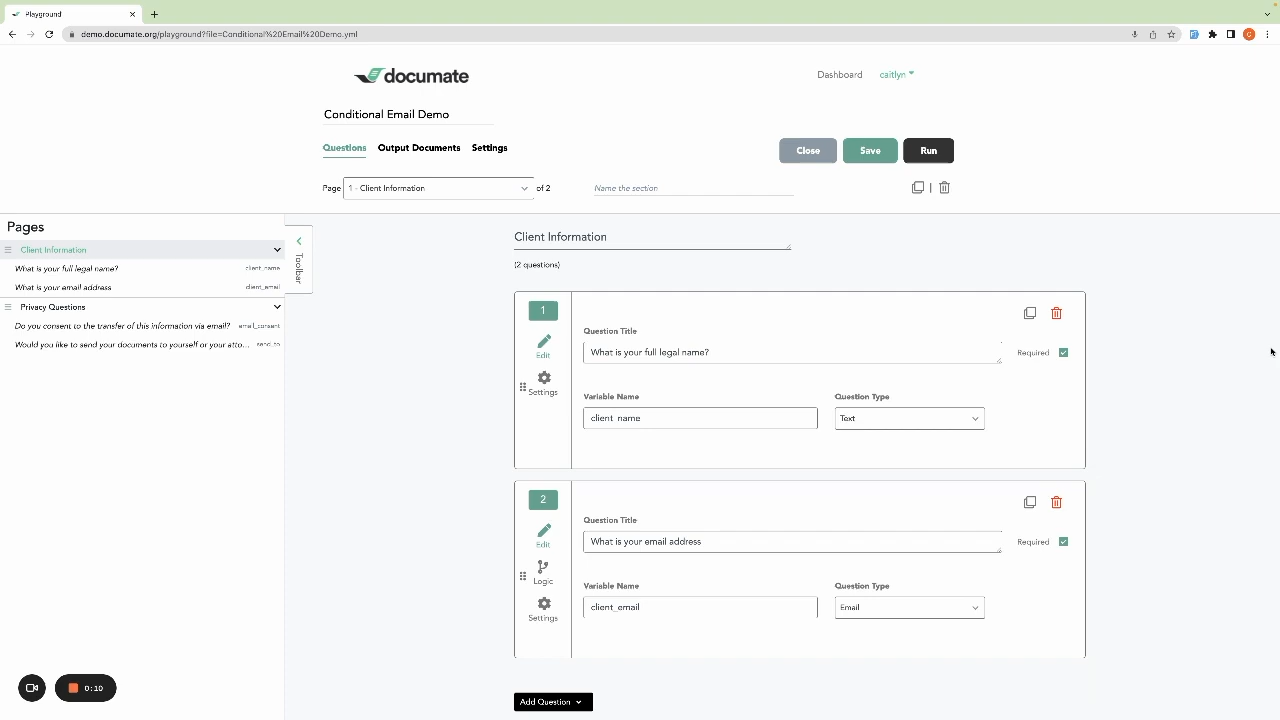 Playground
demo.documate.org/playground?file=Conditional%20Email%20Demo.yml
C
documate
Dashboard
caitlyn
Conditional Email Demo
Questions Output Documents Settings
Close Save Run
Page 1 - Client Information of 2
Name the section
Pages
Client Information
What is your full legal name? client_name
What is your email address client_email
Privacy Questions
Do you consent to the transfer of this information via email? email_consent
Would you like to send your documents to yourself or your atto... send_to
Toolbar
Client Information
(2 questions)
1
Edit
Settings
Question Title
What is your full legal name?
Required
Variable Name Question Type
client_name Text
2
Edit
Logic
Settings
Question Title
What is your email address
Required
Variable Name Question Type
client_email Email
Add Question
0:10